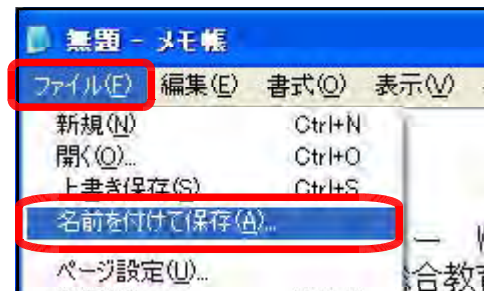 無題 - メモ帳
ファイル(F) 編集(E) 書式(O) 表示(V)
新規(N) Ctrl+N
開く(O)... Ctrl+O
上書き保存(S) Ctrl+S
名前を付けて保存(A)...
ページ設定(U)...
合教